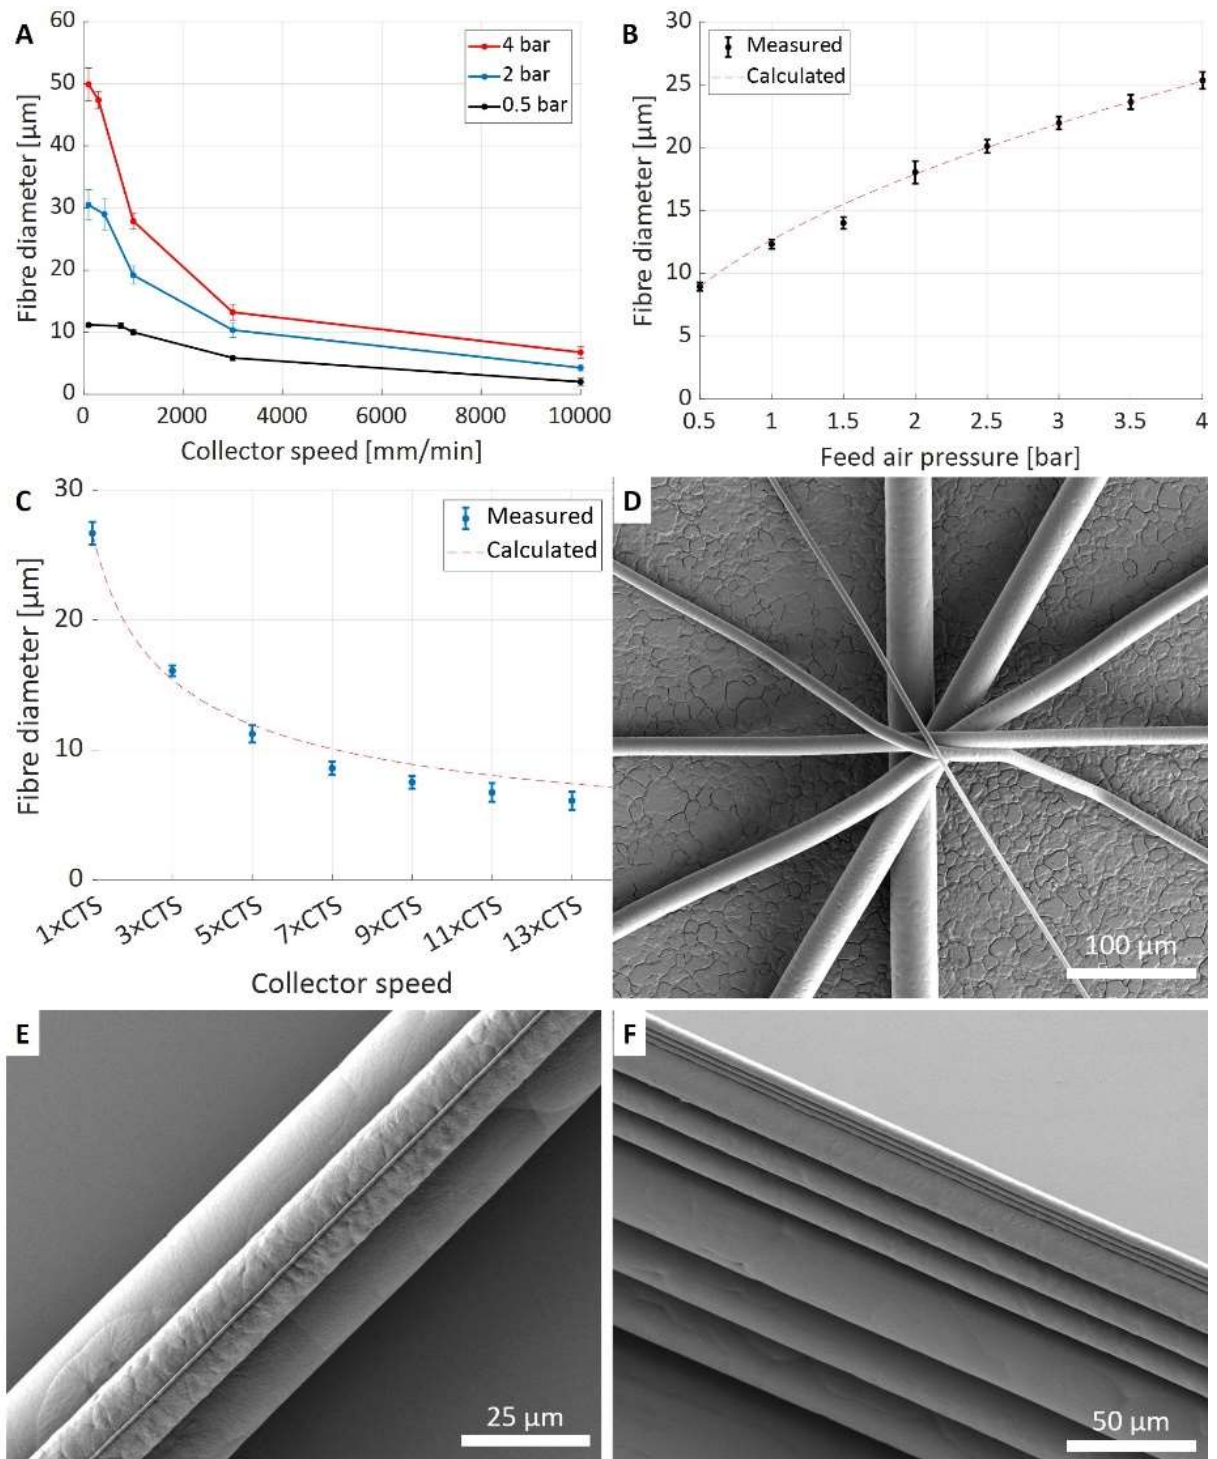 A
Fibre diameter [µm]
60
50
40
30
20
10
0
4 bar
2 bar
0.5 bar
0
2000
4000
6000
8000
10000
Collector speed [mm/min]
B
Fibre diameter [µm]
30
25
20
15
10
5
0
Measured
Calculated
0.5
1
1.5
2
2.5
3
3.5
4
Feed air pressure [bar]
C
Fibre diameter [µm]
30
20
10
0
Measured
Calculated
1×CTS
3×CTS
5×CTS
7×CTS
9×CTS
11×CTS
13×CTS
Collector speed
D
100 µm
E
25 µm
F
50 µm